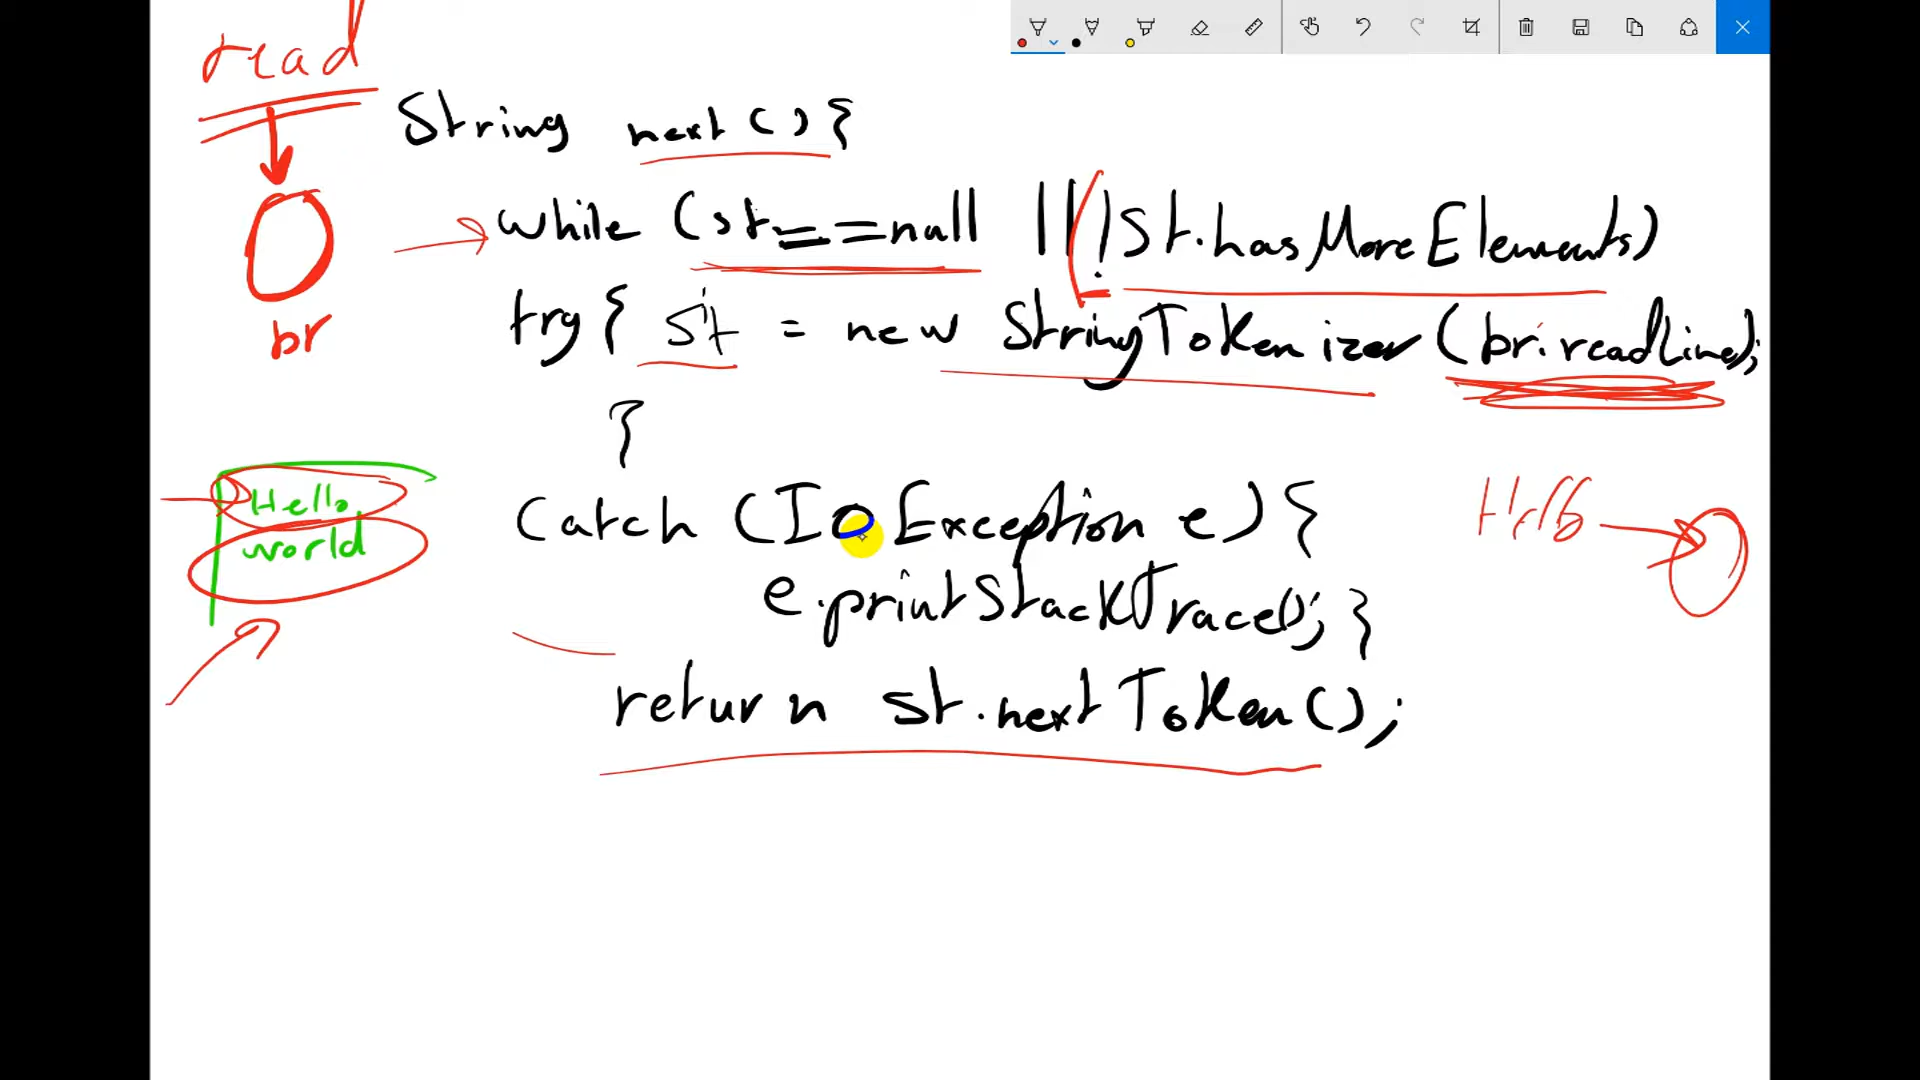 read
String next() {
while (st==null || !St.hasMoreElements)
try { st = new StringTokenizer (br.readLine);
}
br
Hello
world
Catch (IoException e) {
e.printStackTrace(); }
Hello
return st.nextToken();